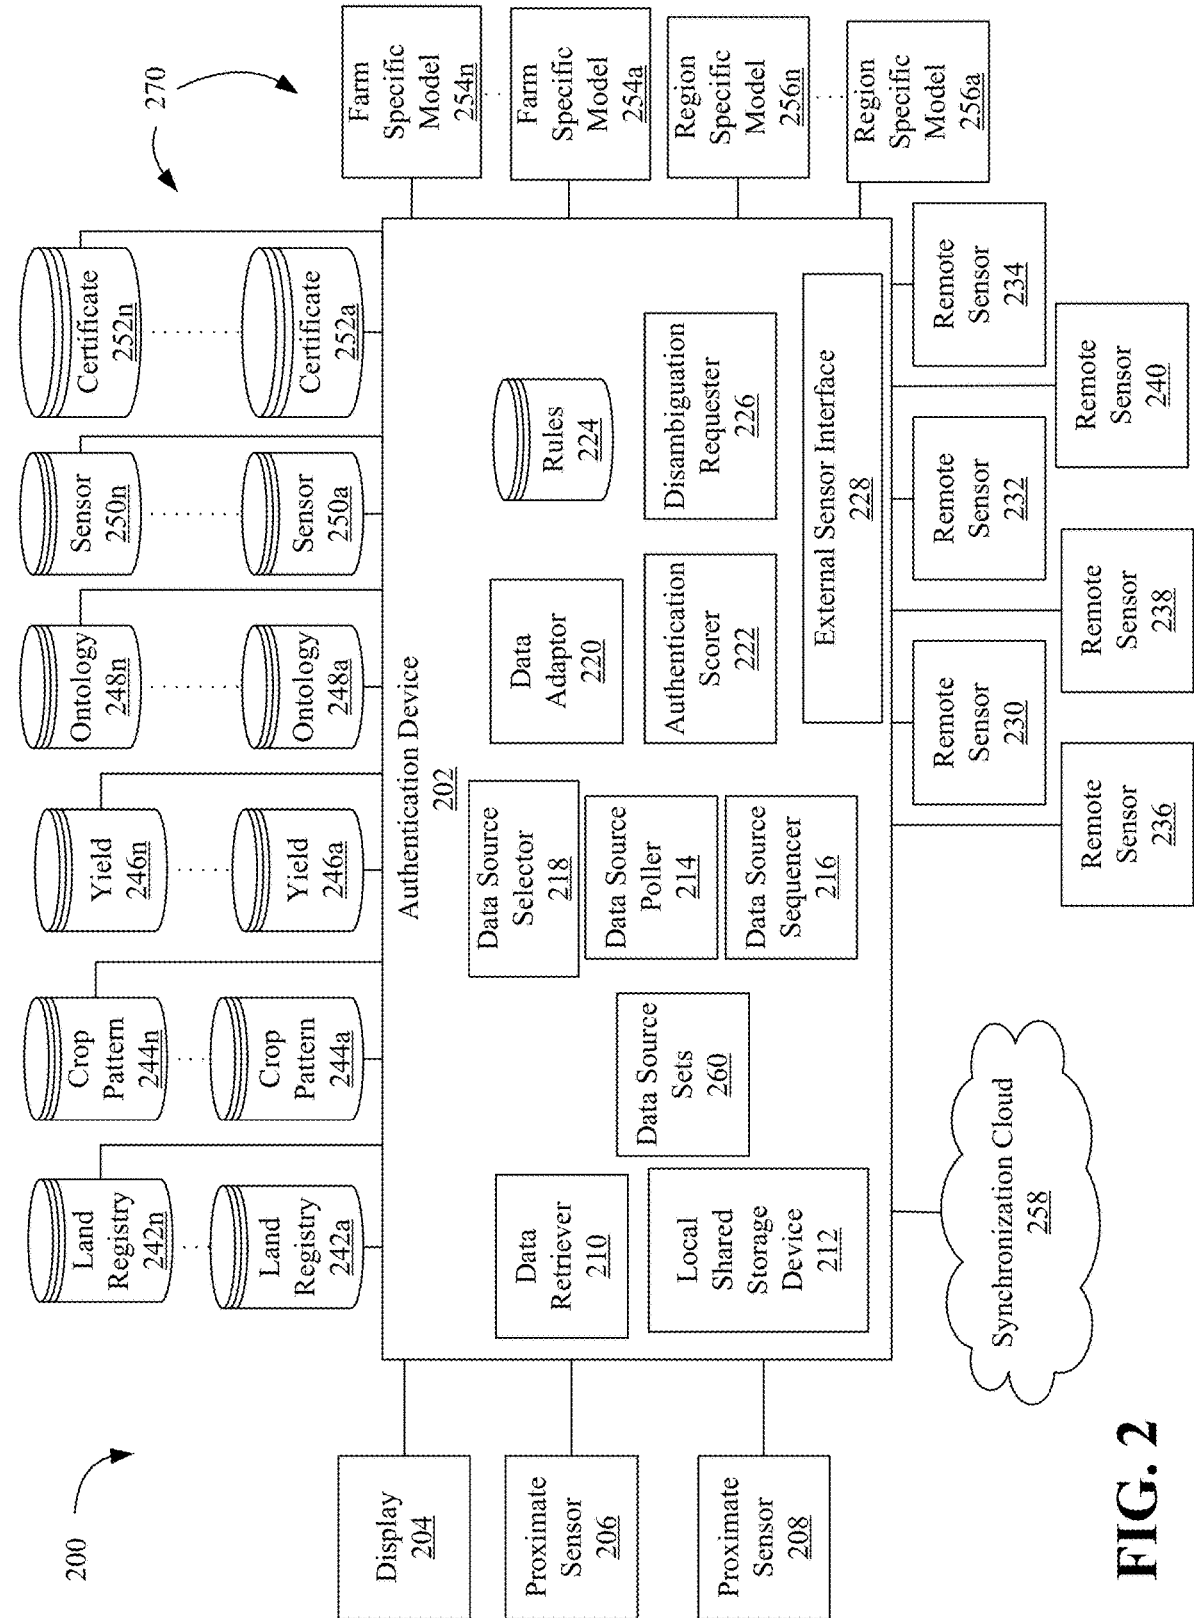 200
270
Land
Registry
242n
Crop
Pattern
244n
Yield
246n
Ontology
248n
Sensor
250n
Certificate
252n
Land
Registry
242a
Crop
Pattern
244a
Yield
246a
Ontology
248a
Sensor
250a
Certificate
252a
Display
204
Proximate
Sensor
206
Proximate
Sensor
208
Authentication Device
202
Data
Retriever
210
Local
Shared
Storage
Device
212
Data Source
Sets
260
Data Source
Selector
218
Data Source
Poller
214
Data Source
Sequencer
216
Data
Adaptor
220
Authentication
Scorer
222
Rules
224
Disambiguation
Requester
226
External Sensor Interface
228
Farm
Specific
Model
254n
Farm
Specific
Model
254a
Region
Specific
Model
256n
Region
Specific
Model
256a
Remote
Sensor
230
Remote
Sensor
232
Remote
Sensor
234
Remote
Sensor
236
Remote
Sensor
238
Remote
Sensor
240
Synchronization Cloud
258
FIG. 2